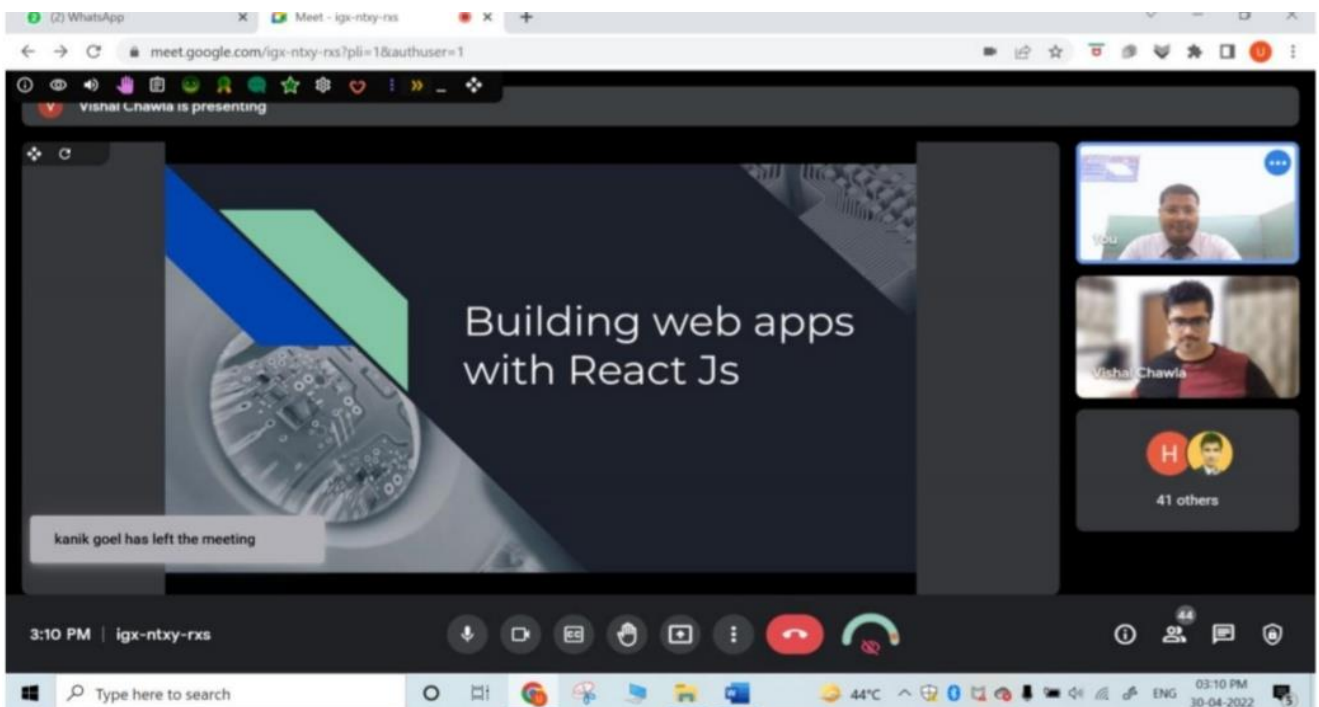 (2) WhatsApp
Meet - igx-ntxy-rxs
meet.google.com/igx-ntxy-rxs?pli=1&authuser=1
U
V
Vishal Chawla is presenting
Building web apps
with React Js
You
Vishal Chawla
H
41 others
kanik goel has left the meeting
3:10 PM | igx-ntxy-rxs
CC
44
Type here to search
44°C
ENG
03:10 PM
30-04-2022